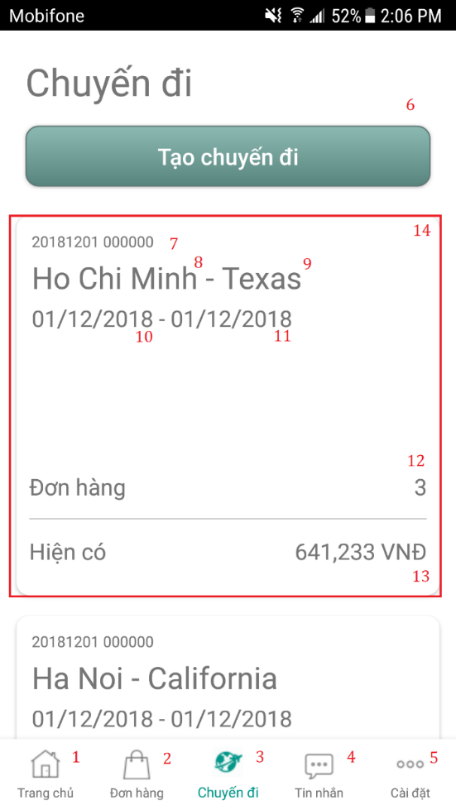 Mobifone 52% 2:06 PM
Chuyến đi
6
Tạo chuyến đi
14
20181201 000000 7
8 9
Ho Chi Minh - Texas
01/12/2018 - 01/12/2018
10 11
12
Đơn hàng 3
Hiện có 641,233 VNĐ
13
20181201 000000
Ha Noi - California
01/12/2018 - 01/12/2018
1 2 3 4 5
Trang chủ Đơn hàng Chuyến đi Tin nhắn Cài đặt